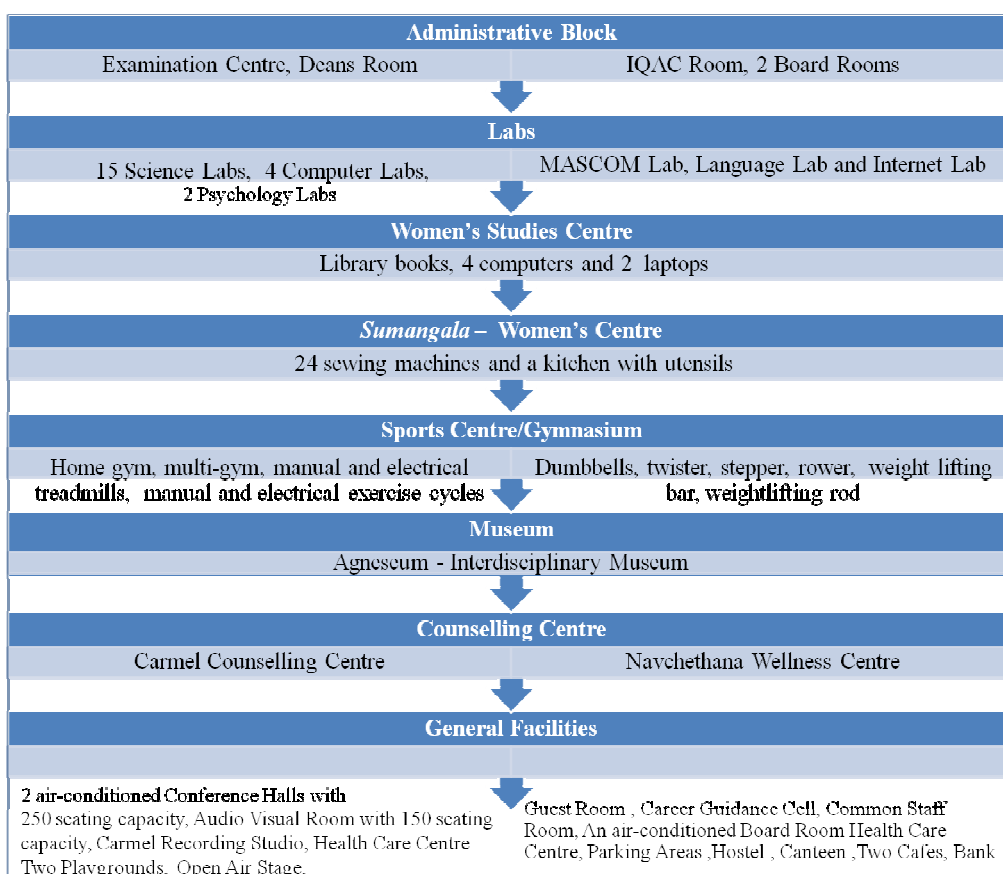 Administrative Block
Examination Centre, Deans Room
IQAC Room, 2 Board Rooms
Labs
15 Science Labs, 4 Computer Labs,
2 Psychology Labs
MASCOM Lab, Language Lab and Internet Lab
Women's Studies Centre
Library books, 4 computers and 2 laptops
Sumangala – Women's Centre
24 sewing machines and a kitchen with utensils
Sports Centre/Gymnasium
Home gym, multi-gym, manual and electrical
treadmills, manual and electrical exercise cycles
Dumbbells, twister, stepper, rower, weight lifting
bar, weightlifting rod
Museum
Agneseum - Interdisciplinary Museum
Counselling Centre
Carmel Counselling Centre
Navchethana Wellness Centre
General Facilities
2 air-conditioned Conference Halls with
250 seating capacity, Audio Visual Room with 150 seating
capacity, Carmel Recording Studio, Health Care Centre
Two Playgrounds, Open Air Stage,
Guest Room , Career Guidance Cell, Common Staff
Room, An air-conditioned Board Room Health Care
Centre, Parking Areas ,Hostel , Canteen ,Two Cafes, Bank